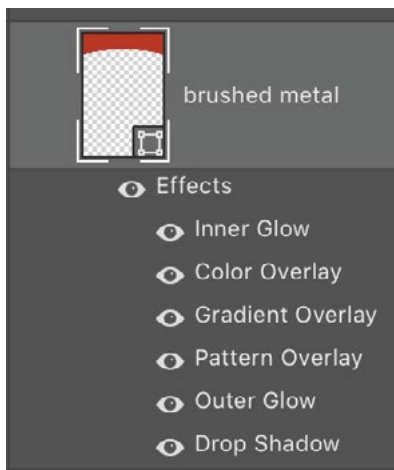 brushed metal
Effects
Inner Glow
Color Overlay
Gradient Overlay
Pattern Overlay
Outer Glow
Drop Shadow